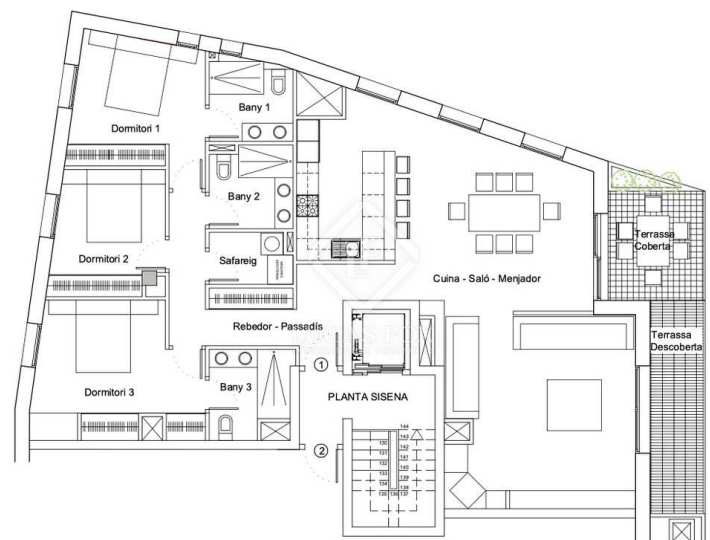 Bany 1
Dormitori 1
Bany 2
Dormitori 2
Safareig
Terrassa
Coberta
Cuina - Saló - Menjador
Rebedor - Passadís
Terrassa
Descoberta
Bany 3
1
Dormitori 3
PLANTA SISENA
2
144
143
142
141
140
139
138
137
130
131
132
133
134
135
136